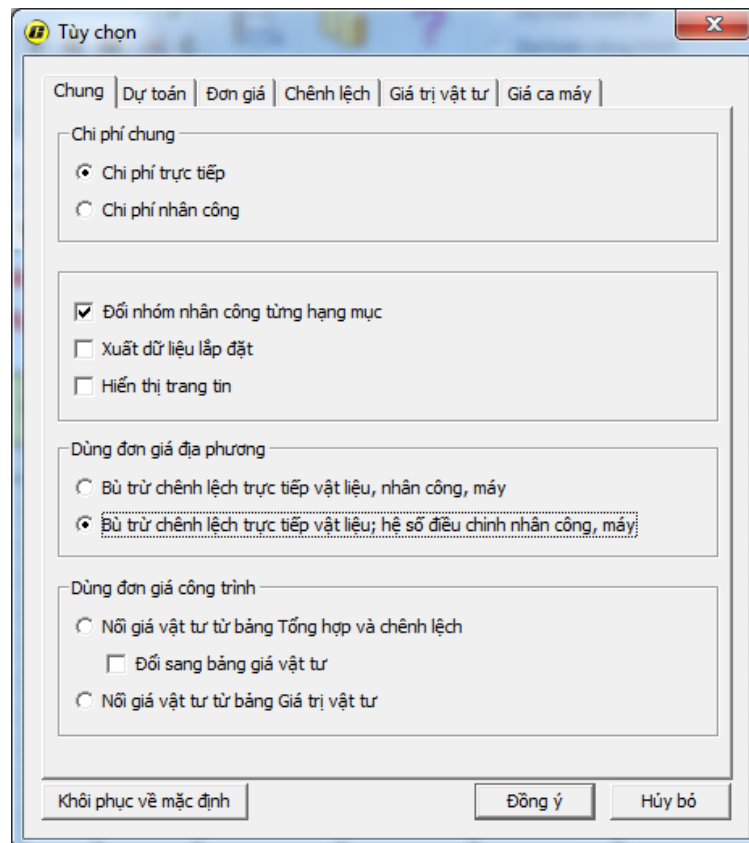 Tùy chọn
Chung Dự toán Đơn giá Chênh lệch Giá trị vật tư Giá ca máy
Chi phí chung
Chi phí trực tiếp
Chi phí nhân công
Đổi nhóm nhân công từng hạng mục
Xuất dữ liệu lắp đặt
Hiển thị trang tin
Dùng đơn giá địa phương
Bù trừ chênh lệch trực tiếp vật liệu, nhân công, máy
Bù trừ chênh lệch trực tiếp vật liệu; hệ số điều chỉnh nhân công, máy
Dùng đơn giá công trình
Nối giá vật tư từ bảng Tổng hợp và chênh lệch
Đổi sang bảng giá vật tư
Nối giá vật tư từ bảng Giá trị vật tư
Khôi phục về mặc định Đồng ý Hủy bỏ